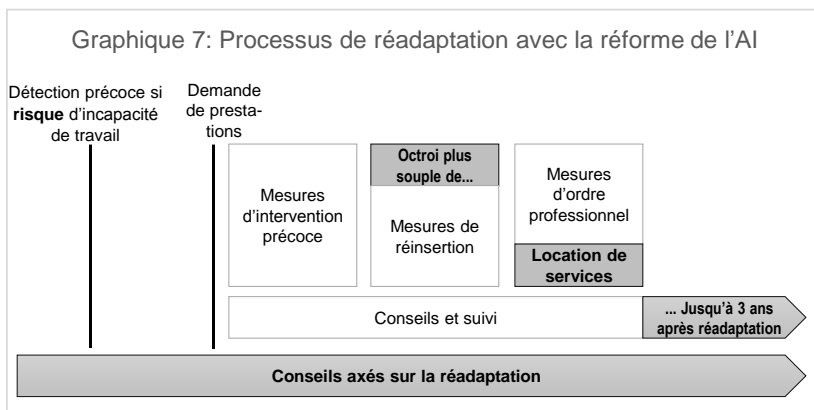 Graphique 7: Processus de réadaptation avec la réforme de l'AI
Détection précoce si
risque d'incapacité
de travail
Demande
de presta-
tions
Mesures
d'intervention
précoce
Octroi plus
souple de...
Mesures de
réinsertion
Mesures
d'ordre
professionnel
Location de
services
Conseils et suivi
... Jusqu'à 3 ans
après réadaptation
Conseils axés sur la réadaptation